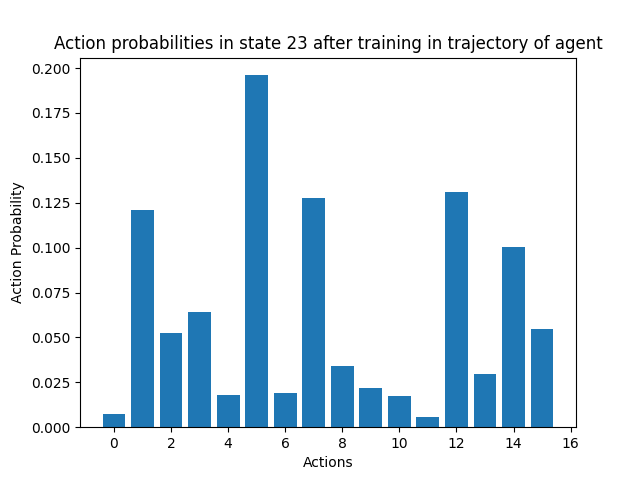 Action probabilities in state 23 after training in trajectory of agent
0.200
0.175
0.150
0.125
0.100
0.075
0.050
0.025
0.000
Action Probability
0 2 4 6 8 10 12 14 16
Actions